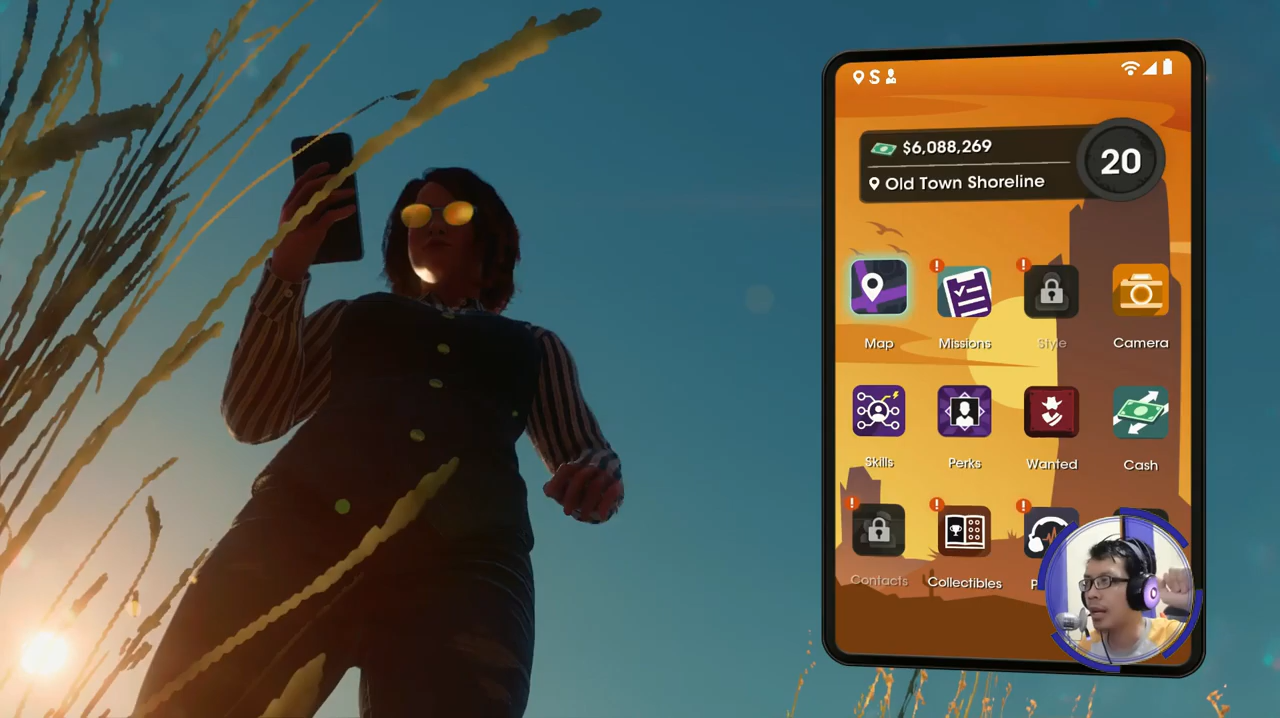 S
$6,088,269
20
Old Town Shoreline
Map
Missions
Style
Camera
Skills
Perks
Wanted
Cash
Contacts
Collectibles